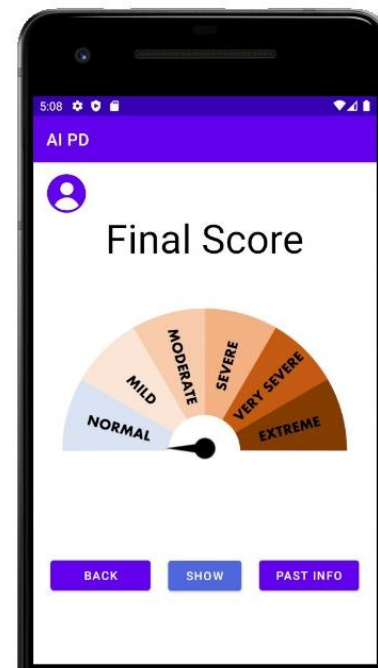 5:08
AI PD
Final Score
NORMAL
MILD
MODERATE
SEVERE
VERY SEVERE
EXTREME
BACK
SHOW
PAST INFO